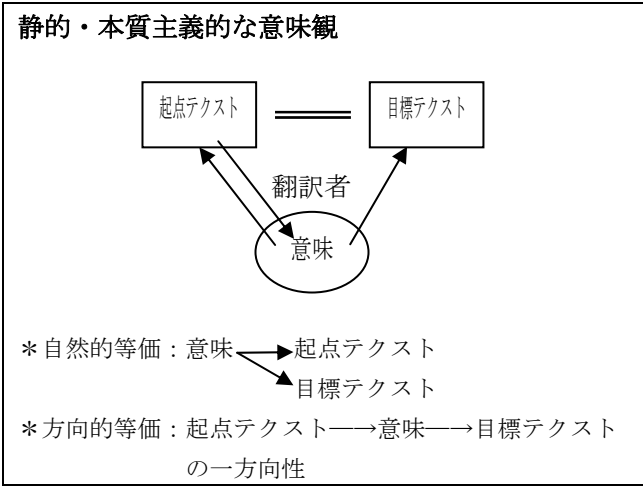 静的・本質主義的な意味観
起点テクスト 目標テクスト
翻訳者
意味
＊自然的等価：意味 起点テクスト
目標テクスト
＊方向的等価：起点テクスト―→意味―→目標テクスト
の一方向性